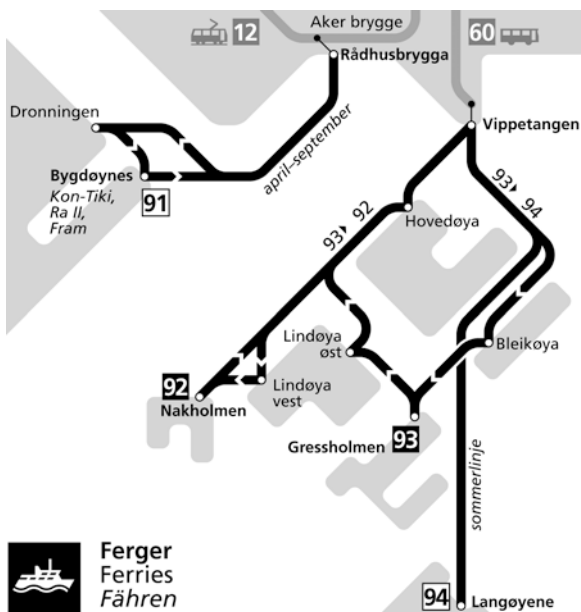 Aker brygge
12
60
Rådhusbrygga
Dronningen
Vippetangen
april–september
Bygdøynes
Kon-Tiki,
Ra II,
Fram
91
93 92
93 94
Hovedøya
Lindøya
øst
Bleikøya
92
Nakholmen
Lindøya
vest
Gressholmen 93
sommerlinje
Ferger
Ferries
Fähren
94 Langøyene